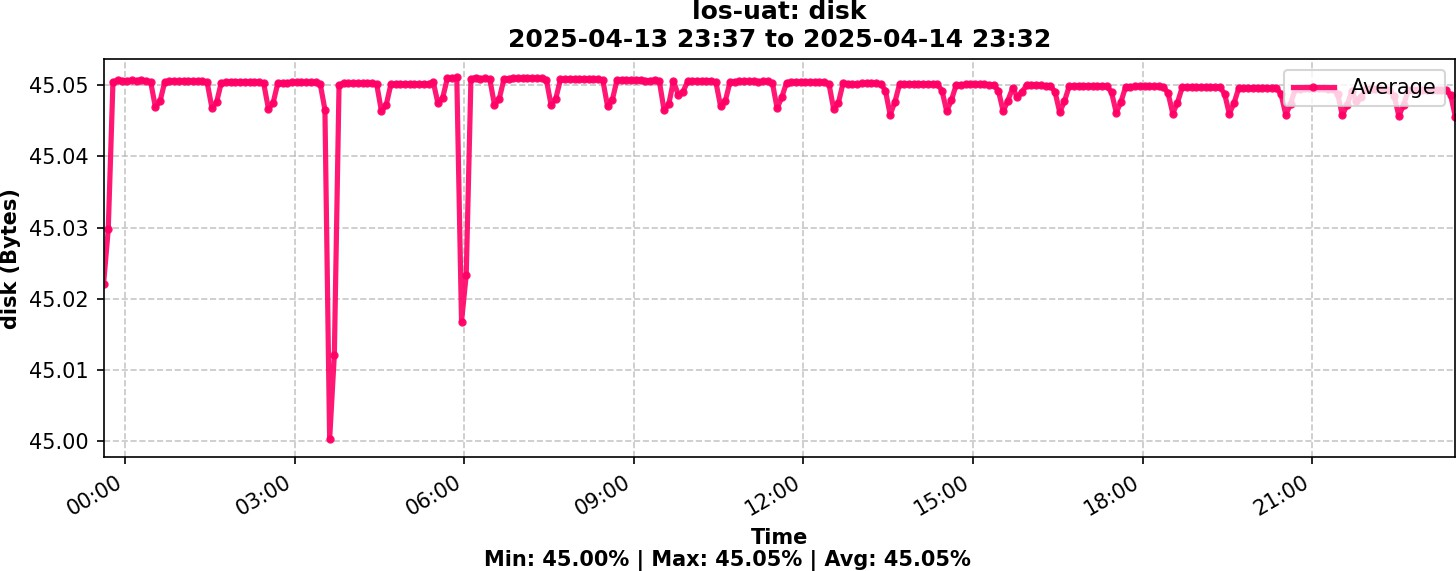 los-uat: disk
2025-04-13 23:37 to 2025-04-14 23:32
disk (Bytes)
45.05
45.04
45.03
45.02
45.01
45.00
Average
00:00
03:00
06:00
09:00
12:00
15:00
18:00
21:00
Time
Min: 45.00% | Max: 45.05% | Avg: 45.05%